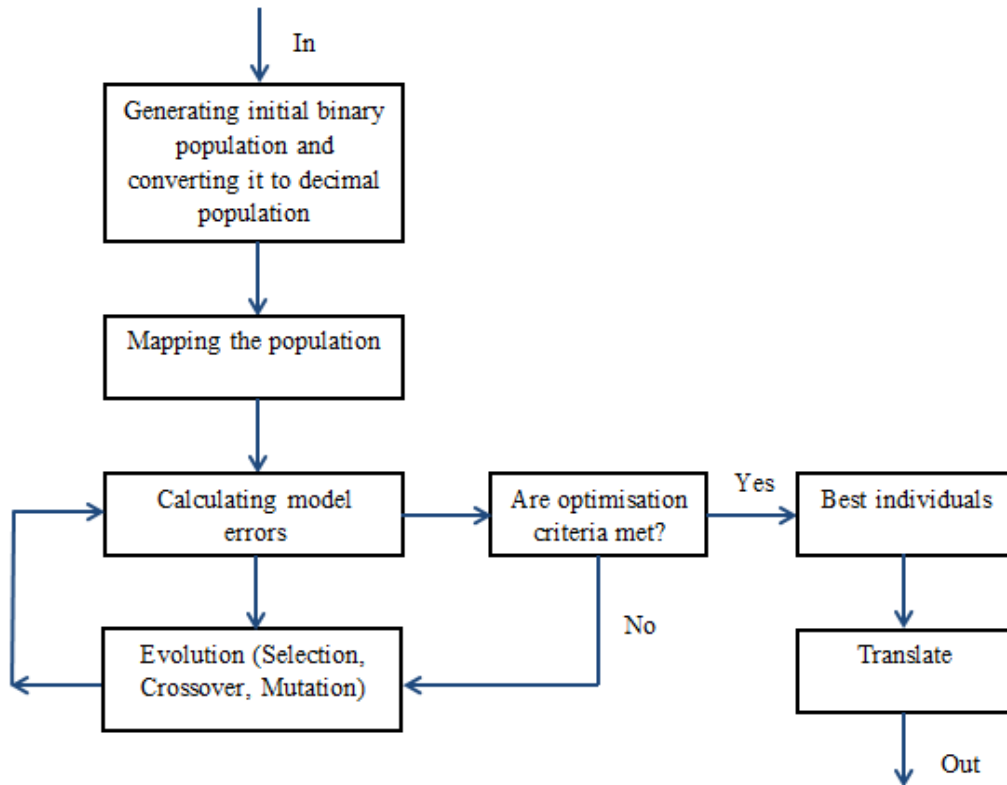 In
Generating initial binary
population and
converting it to decimal
population
Mapping the population
Calculating model
errors
Are optimisation
criteria met?
Yes
Best individuals
No
Evolution (Selection,
Crossover, Mutation)
Translate
Out